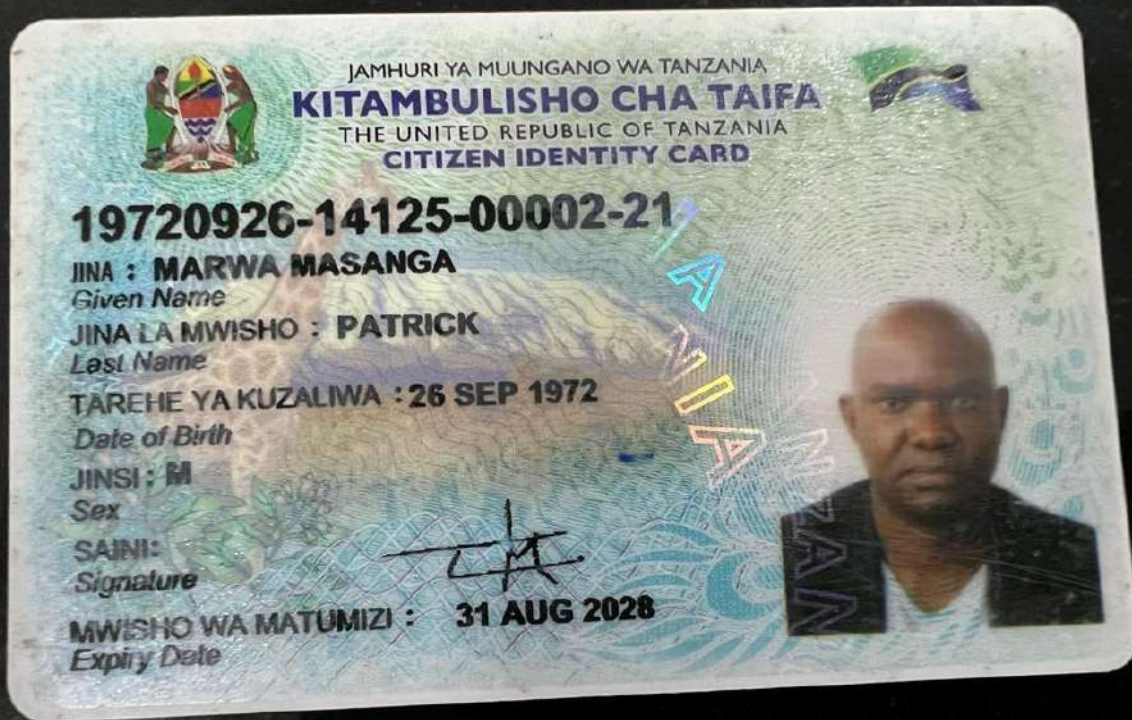 JAMHURI YA MUUNGANO WA TANZANIA
KITAMBULISHO CHA TAIFA
THE UNITED REPUBLIC OF TANZANIA
CITIZEN IDENTITY CARD
19720926-14125-00002-21
JINA : MARWA MASANGA
Given Name
JINA LA MWISHO : PATRICK
Last Name
TAREHE YA KUZALIWA : 26 SEP 1972
Date of Birth
JINSI : M
Sex
SAINI:
Signature
MWISHO WA MATUMIZI : 31 AUG 2028
Expiry Date